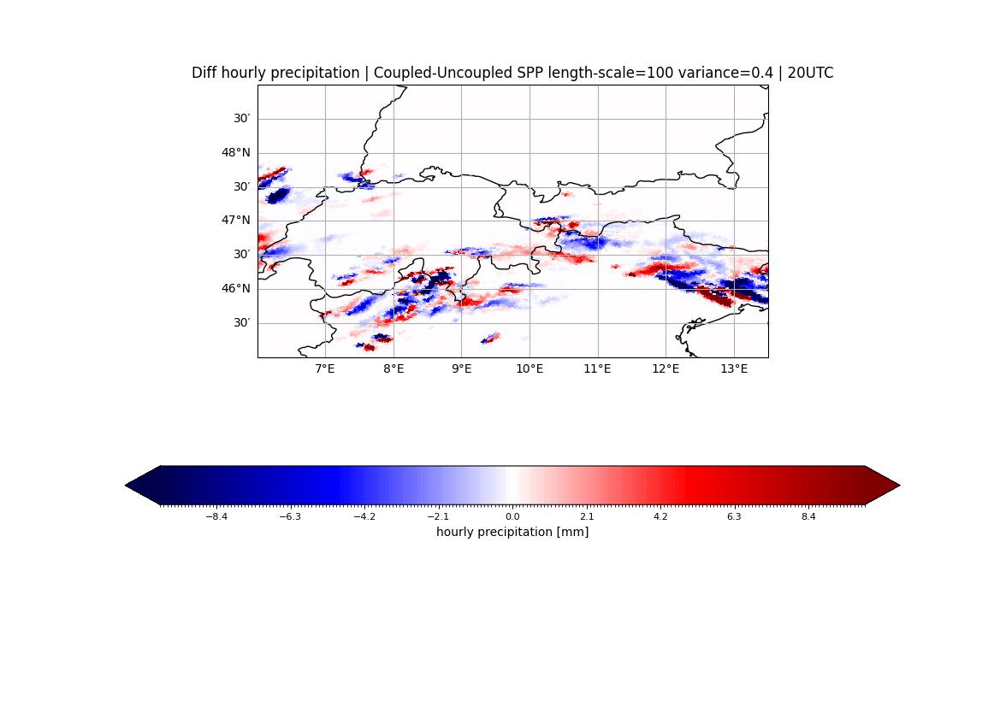 Diff hourly precipitation | Coupled-Uncoupled SPP length-scale=100 variance=0.4 | 20UTC
30′
48°N
30′
47°N
30′
46°N
30′
7°E 8°E 9°E 10°E 11°E 12°E 13°E
−8.4 −6.3 −4.2 −2.1 0.0 2.1 4.2 6.3 8.4
hourly precipitation [mm]